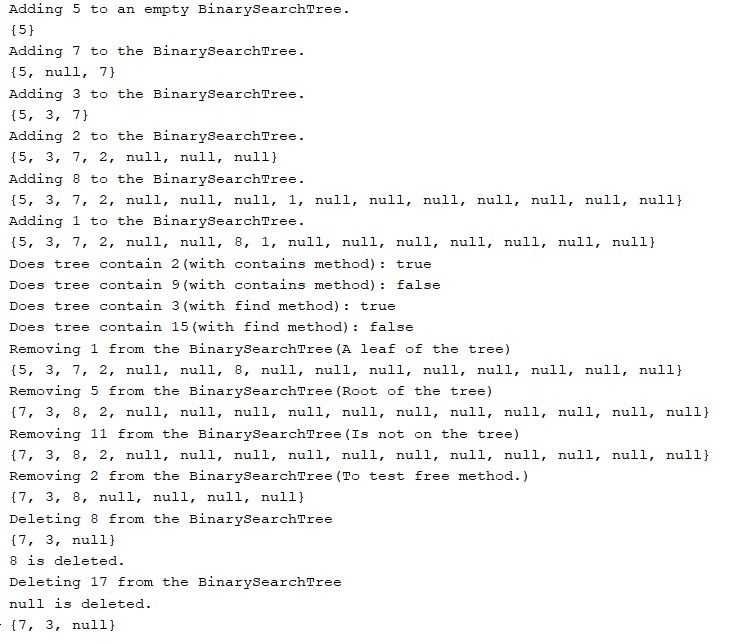 Adding 5 to an empty BinarySearchTree.
{5}
Adding 7 to the BinarySearchTree.
{5, null, 7}
Adding 3 to the BinarySearchTree.
{5, 3, 7}
Adding 2 to the BinarySearchTree.
{5, 3, 7, 2, null, null, null}
Adding 8 to the BinarySearchTree.
{5, 3, 7, 2, null, null, null, 1, null, null, null, null, null, null, null}
Adding 1 to the BinarySearchTree.
{5, 3, 7, 2, null, null, 8, 1, null, null, null, null, null, null, null}
Does tree contain 2(with contains method): true
Does tree contain 9(with contains method): false
Does tree contain 3(with find method): true
Does tree contain 15(with find method): false
Removing 1 from the BinarySearchTree(A leaf of the tree)
{5, 3, 7, 2, null, null, 8, null, null, null, null, null, null, null, null}
Removing 5 from the BinarySearchTree(Root of the tree)
{7, 3, 8, 2, null, null, null, null, null, null, null, null, null, null, null}
Removing 11 from the BinarySearchTree(Is not on the tree)
{7, 3, 8, 2, null, null, null, null, null, null, null, null, null, null, null}
Removing 2 from the BinarySearchTree(To test free method.)
{7, 3, 8, null, null, null, null}
Deleting 8 from the BinarySearchTree
{7, 3, null}
8 is deleted.
Deleting 17 from the BinarySearchTree
null is deleted.
{7, 3, null}